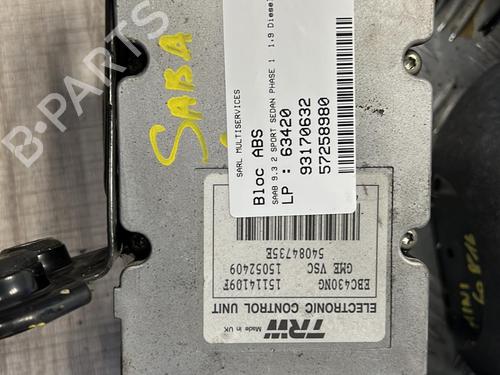 B-PARTS
SABA
SARL MULTISERVICES
Bloc ABS
SAAB 9.3 2 SPORT SEDAN PHASE 1 1.9 Diese
LP : 63420
93170632
57258980
TRW
Made in UK
ELECTRONIC CONTROL UNIT
EBC430NG 15114109F
GME VSC 15052409
54084735E